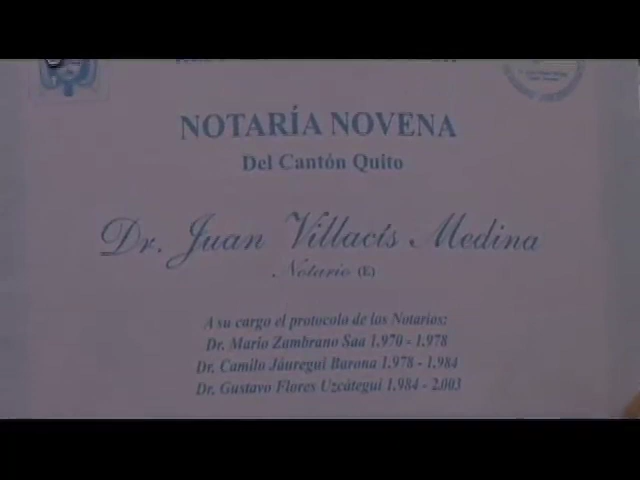 NOTARÍA NOVENA
Del Cantón Quito
Dr. Juan Villacís Medina
Notario (E)
A su cargo el protocolo de los Notarios:
Dr. Mario Zambrano Saa 1.970 - 1.978
Dr. Camilo Jáuregui Barona 1.978 - 1.984
Dr. Gustavo Flores Uzcátegui 1.984 - 2.003